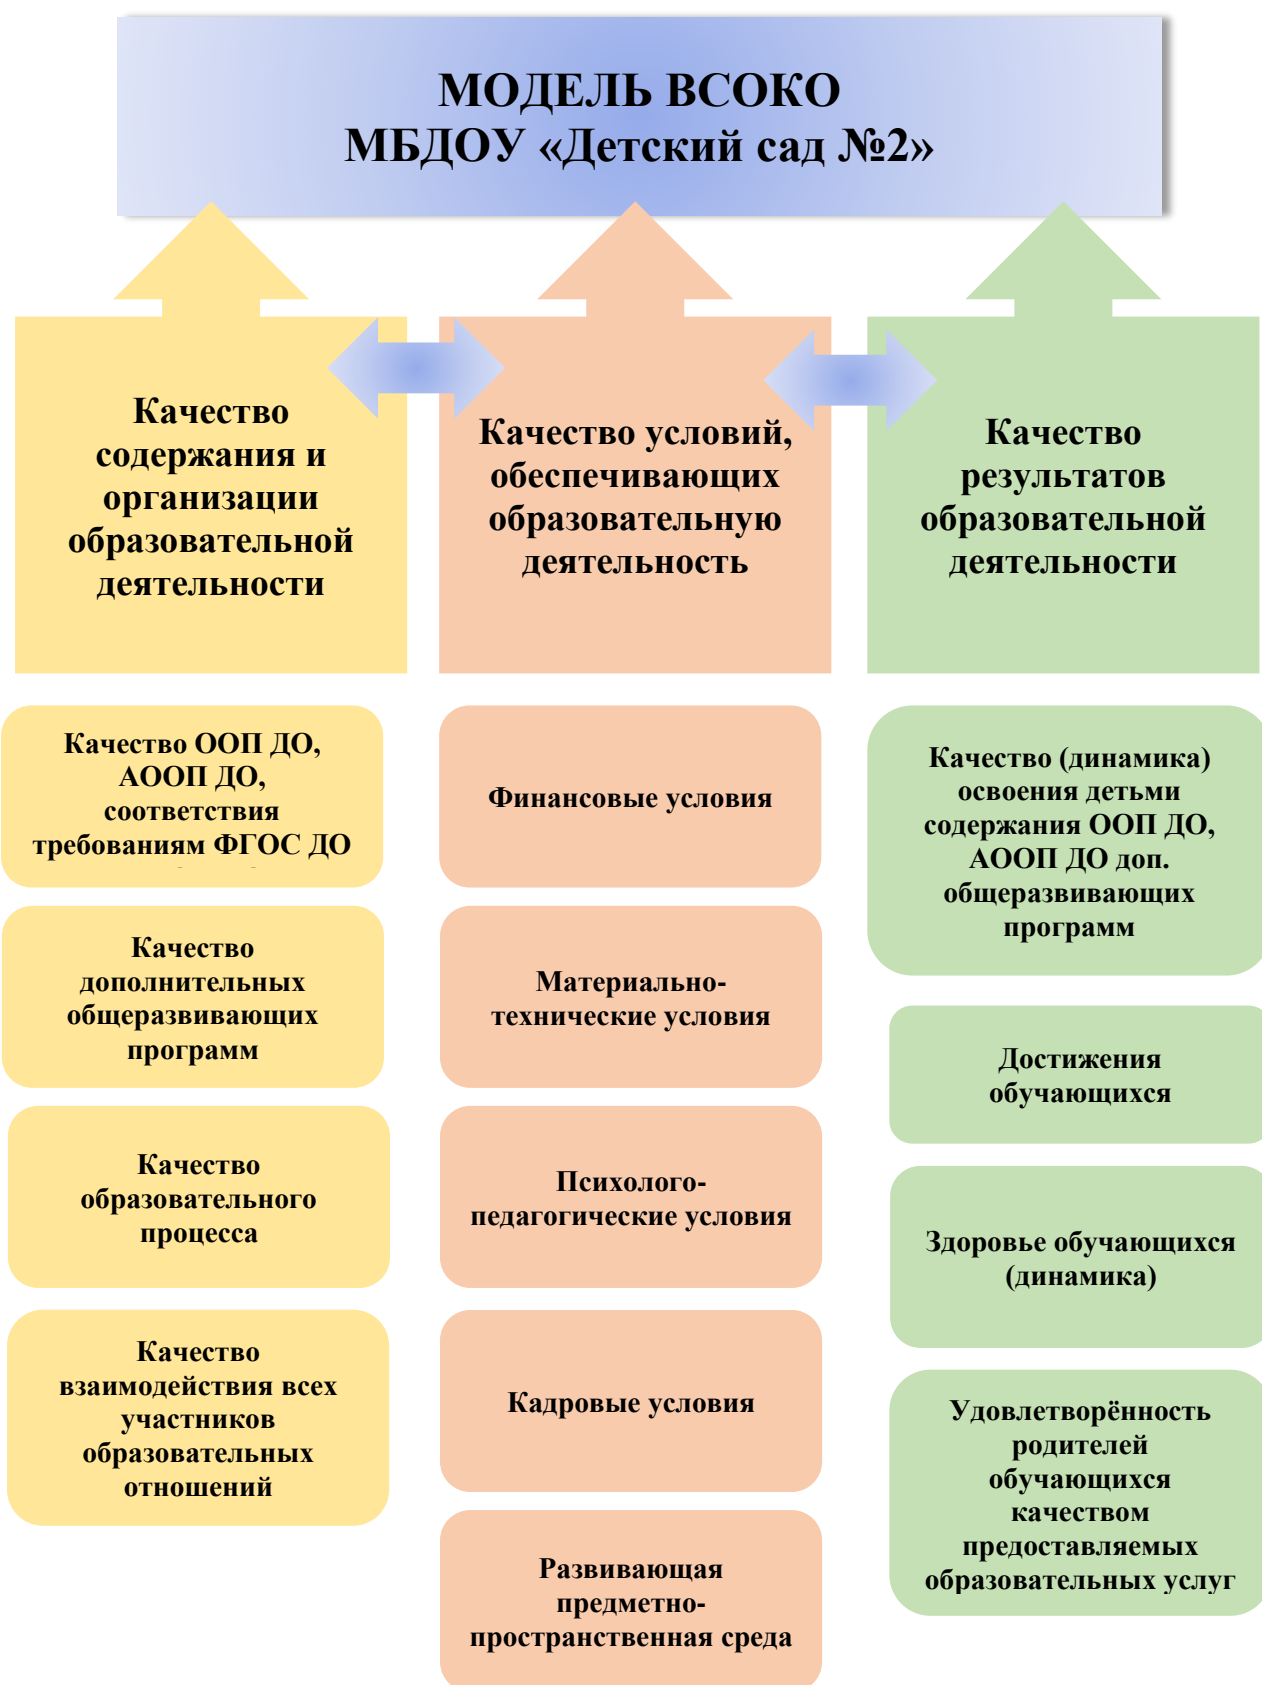 МОДЕЛЬ ВСОКО
МБДОУ «Детский сад №2»
Качество
содержания и
организации
образовательной
деятельности
Качество условий,
обеспечивающих
образовательную
деятельность
Качество
результатов
образовательной
деятельности
Качество ООП ДО,
АООП ДО,
соответствия
требованиям ФГОС ДО
Качество
дополнительных
общеразвивающих
программ
Качество
образовательного
процесса
Качество
взаимодействия всех
участников
образовательных
отношений
Финансовые условия
Материально-
технические условия
Психолого-
педагогические условия
Кадровые условия
Развивающая
предметно-
пространственная среда
Качество (динамика)
освоения детьми
содержания ООП ДО,
АООП ДО доп.
общеразвивающих
программ
Достижения
обучающихся
Здоровье обучающихся
(динамика)
Удовлетворённость
родителей
обучающихся
качеством
предоставляемых
образовательных услуг